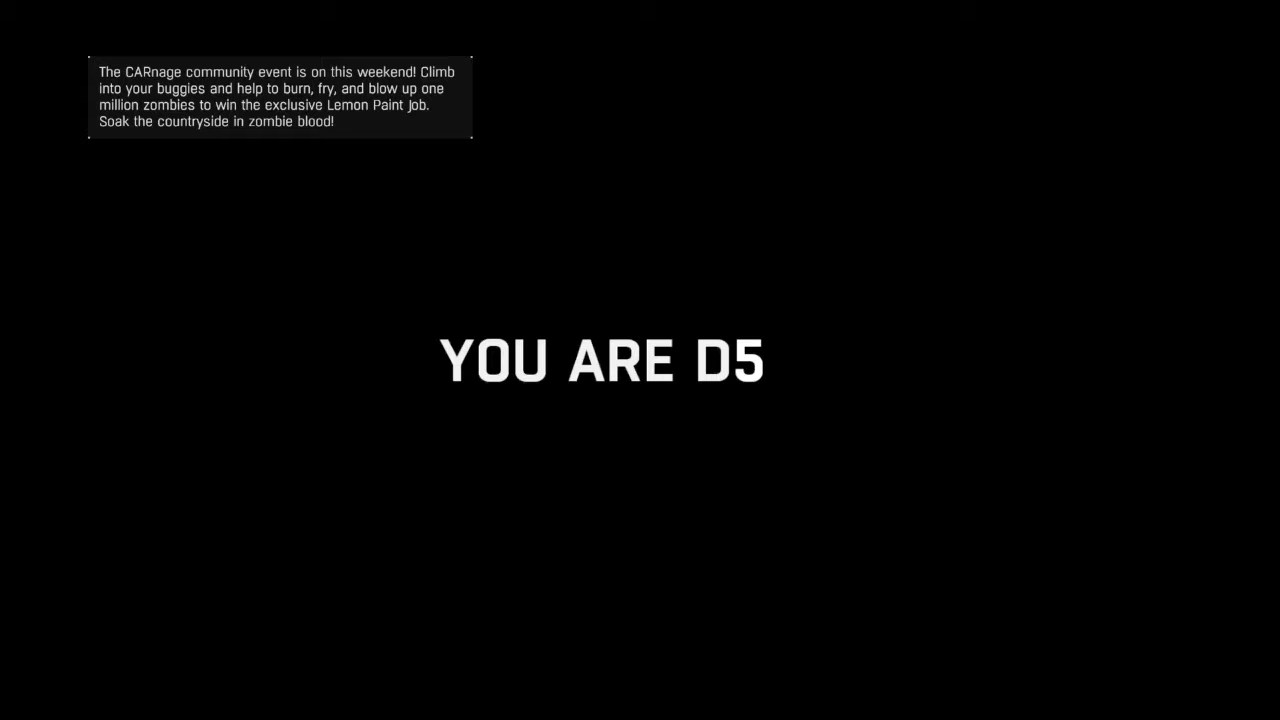 The CARnage community event is on this weekend! Climb
into your buggies and help to burn, fry, and blow up one
million zombies to win the exclusive Lemon Paint Job.
Soak the countryside in zombie blood!
YOU ARE D5